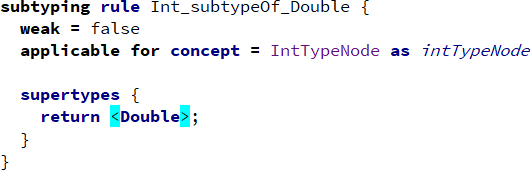 subtyping rule Int_subtypeOf_Double {
  weak = false
  applicable for concept = IntTypeNode as intTypeNode

  supertypes {
    return <Double>;
  }
}